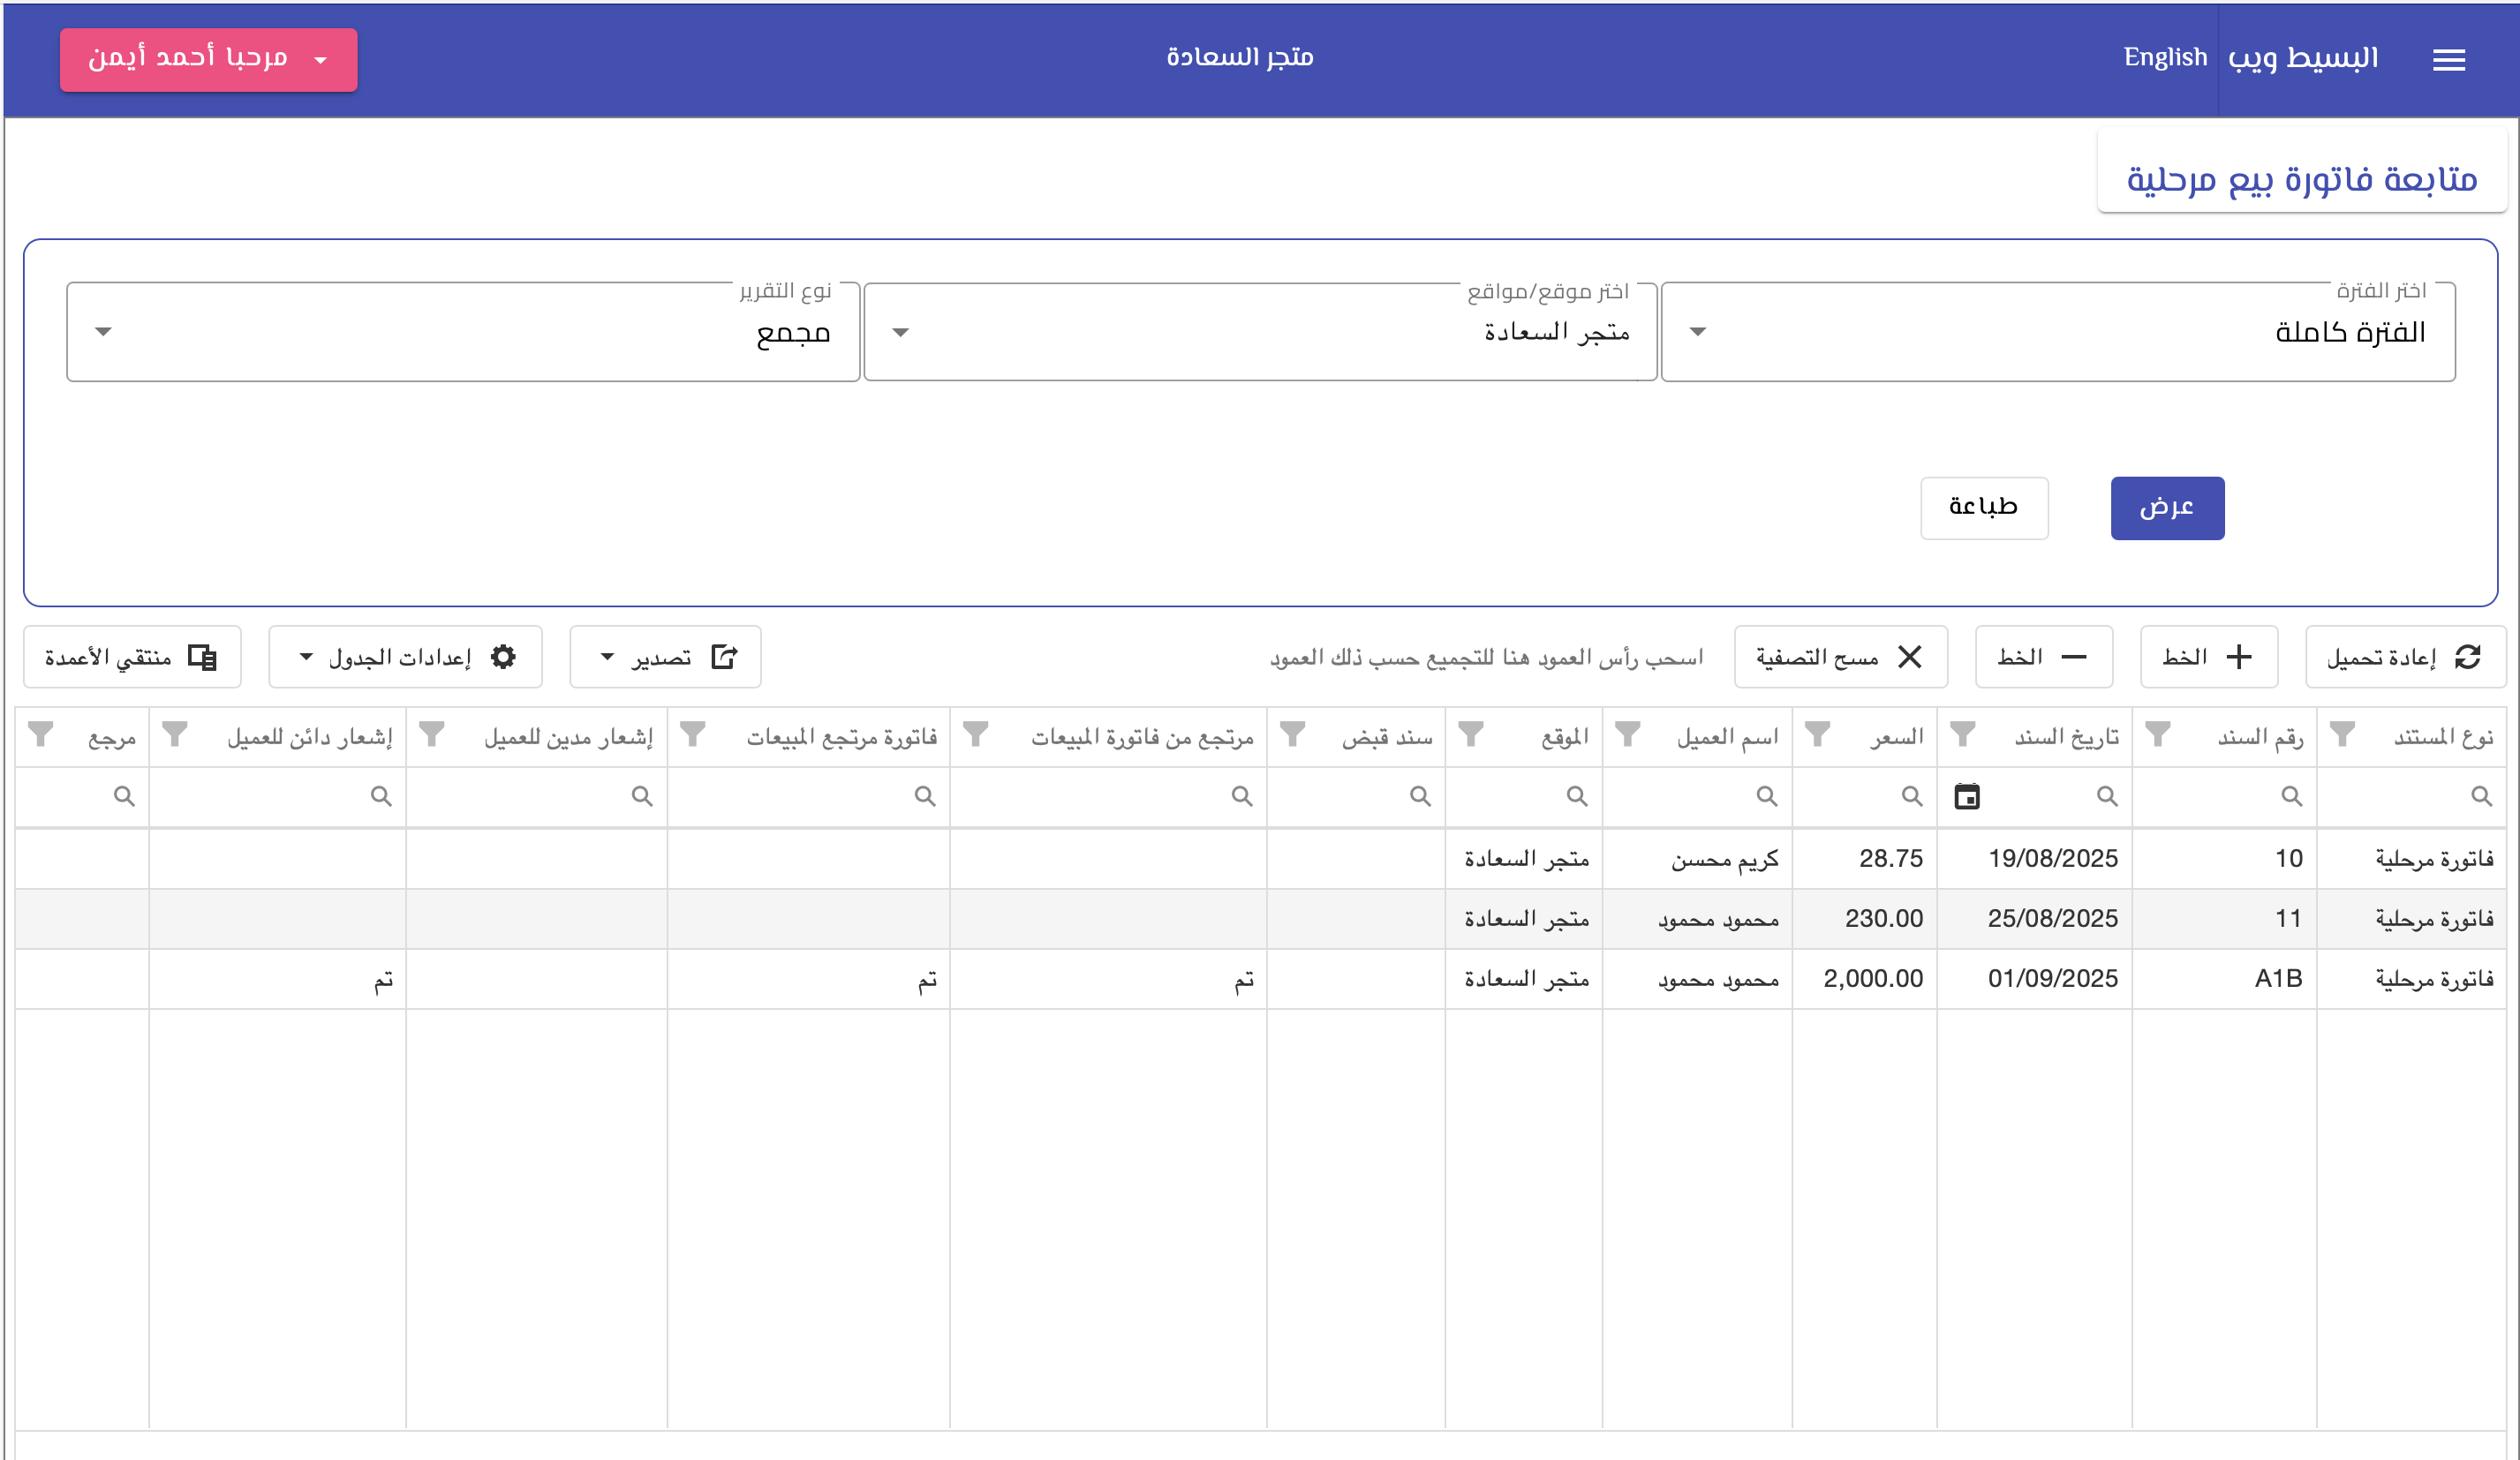 البسيط ويب English متجر السعادة مرحبا أحمد أيمن
متابعة فاتورة بيع مرحلية
اختر الفترة اختر موقع/مواقع نوع التقرير
الفترة كاملة متجر السعادة مجمع
عرض طباعة
إعادة تحميل الخط الخط مسح التصفية اسحب رأس العمود هنا للتجميع حسب ذلك العمود تصدير إعدادات الجدول منتقي الأعمدة
نوع المستند رقم السند تاريخ السند السعر اسم العميل الموقع سند قبض مرتجع من فاتورة المبيعات فاتورة مرتجع المبيعات إشعار مدين للعميل إشعار دائن للعميل مرجع
فاتورة مرحلية 10 19/08/2025 28.75 كريم محسن متجر السعادة
فاتورة مرحلية 11 25/08/2025 230.00 محمود محمود متجر السعادة
فاتورة مرحلية A1B 01/09/2025 2,000.00 محمود محمود متجر السعادة تم تم تم